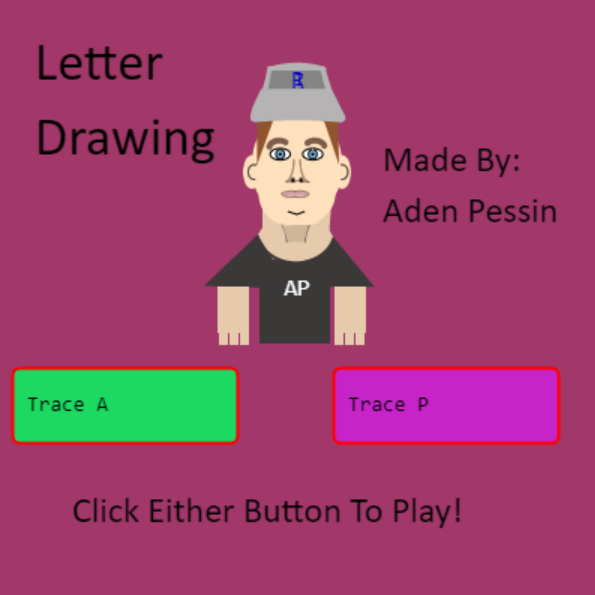 Letter
Drawing
Made By:
Aden Pessin
AP
Trace A
Trace P
Click Either Button To Play!